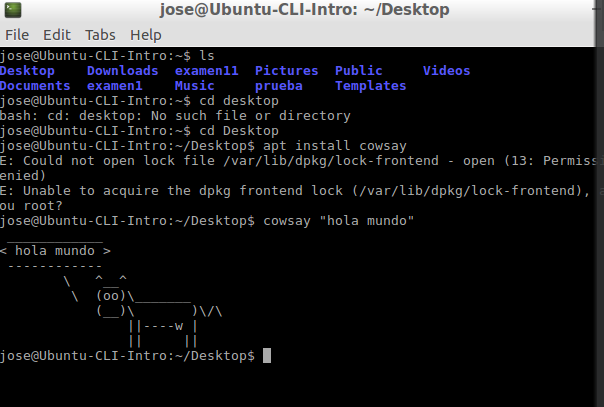 jose@Ubuntu-CLI-Intro: ~/Desktop
File Edit Tabs Help
jose@Ubuntu-CLI-Intro:~$ ls
Desktop    Downloads  examen11  Pictures  Public     Videos
Documents  examen1    Music     prueba    Templates
jose@Ubuntu-CLI-Intro:~$ cd desktop
bash: cd: desktop: No such file or directory
jose@Ubuntu-CLI-Intro:~$ cd Desktop
jose@Ubuntu-CLI-Intro:~/Desktop$ apt install cowsay
E: Could not open lock file /var/lib/dpkg/lock-frontend - open (13: Permiss
enied)
E: Unable to acquire the dpkg frontend lock (/var/lib/dpkg/lock-frontend), a
ou root?
jose@Ubuntu-CLI-Intro:~/Desktop$ cowsay "hola mundo"
 ____________
< hola mundo >
 ------------
        \   ^__^
         \  (oo)\_______
            (__)\       )\/\
                ||----w |
                ||     ||
jose@Ubuntu-CLI-Intro:~/Desktop$